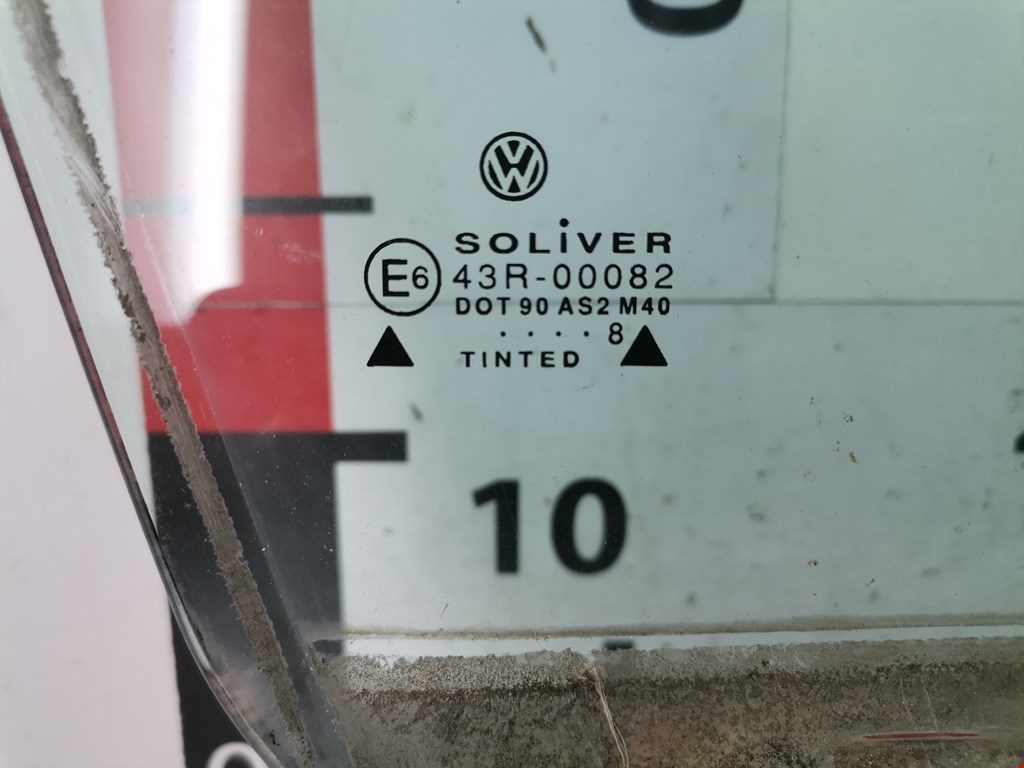 SOLiVER
E6 43R-00082
DOT 90 AS2 M40
. . . . 8
TINTED
10